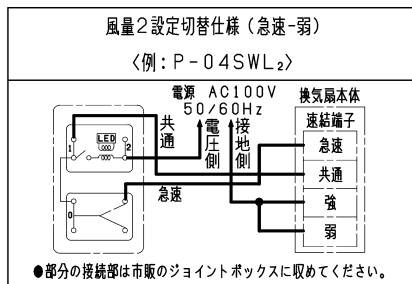 風量2設定切替仕様（急速-弱）
〈例：P-04SWL₂〉
電源 AC100V
50/60Hz
換気扇本体
速結端子
急速
共通
強
弱
共通
電圧側
接地側
急速
LED
1
2
0
●部分の接続部は市販のジョイントボックスに収めてください。